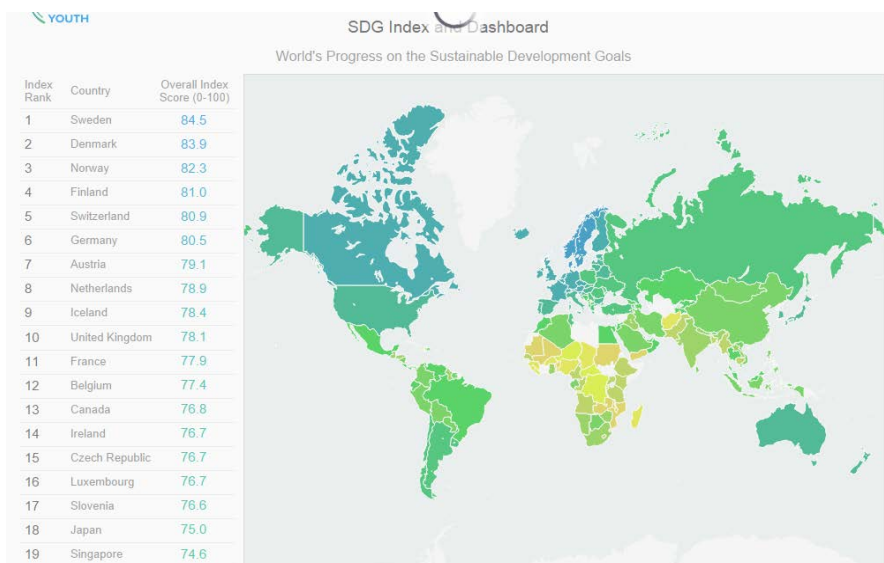 YOUTH
SDG Index and Dashboard
World's Progress on the Sustainable Development Goals
Index Rank Country Overall Index Score (0-100)
1 Sweden 84.5
2 Denmark 83.9
3 Norway 82.3
4 Finland 81.0
5 Switzerland 80.9
6 Germany 80.5
7 Austria 79.1
8 Netherlands 78.9
9 Iceland 78.4
10 United Kingdom 78.1
11 France 77.9
12 Belgium 77.4
13 Canada 76.8
14 Ireland 76.7
15 Czech Republic 76.7
16 Luxembourg 76.7
17 Slovenia 76.6
18 Japan 75.0
19 Singapore 74.6